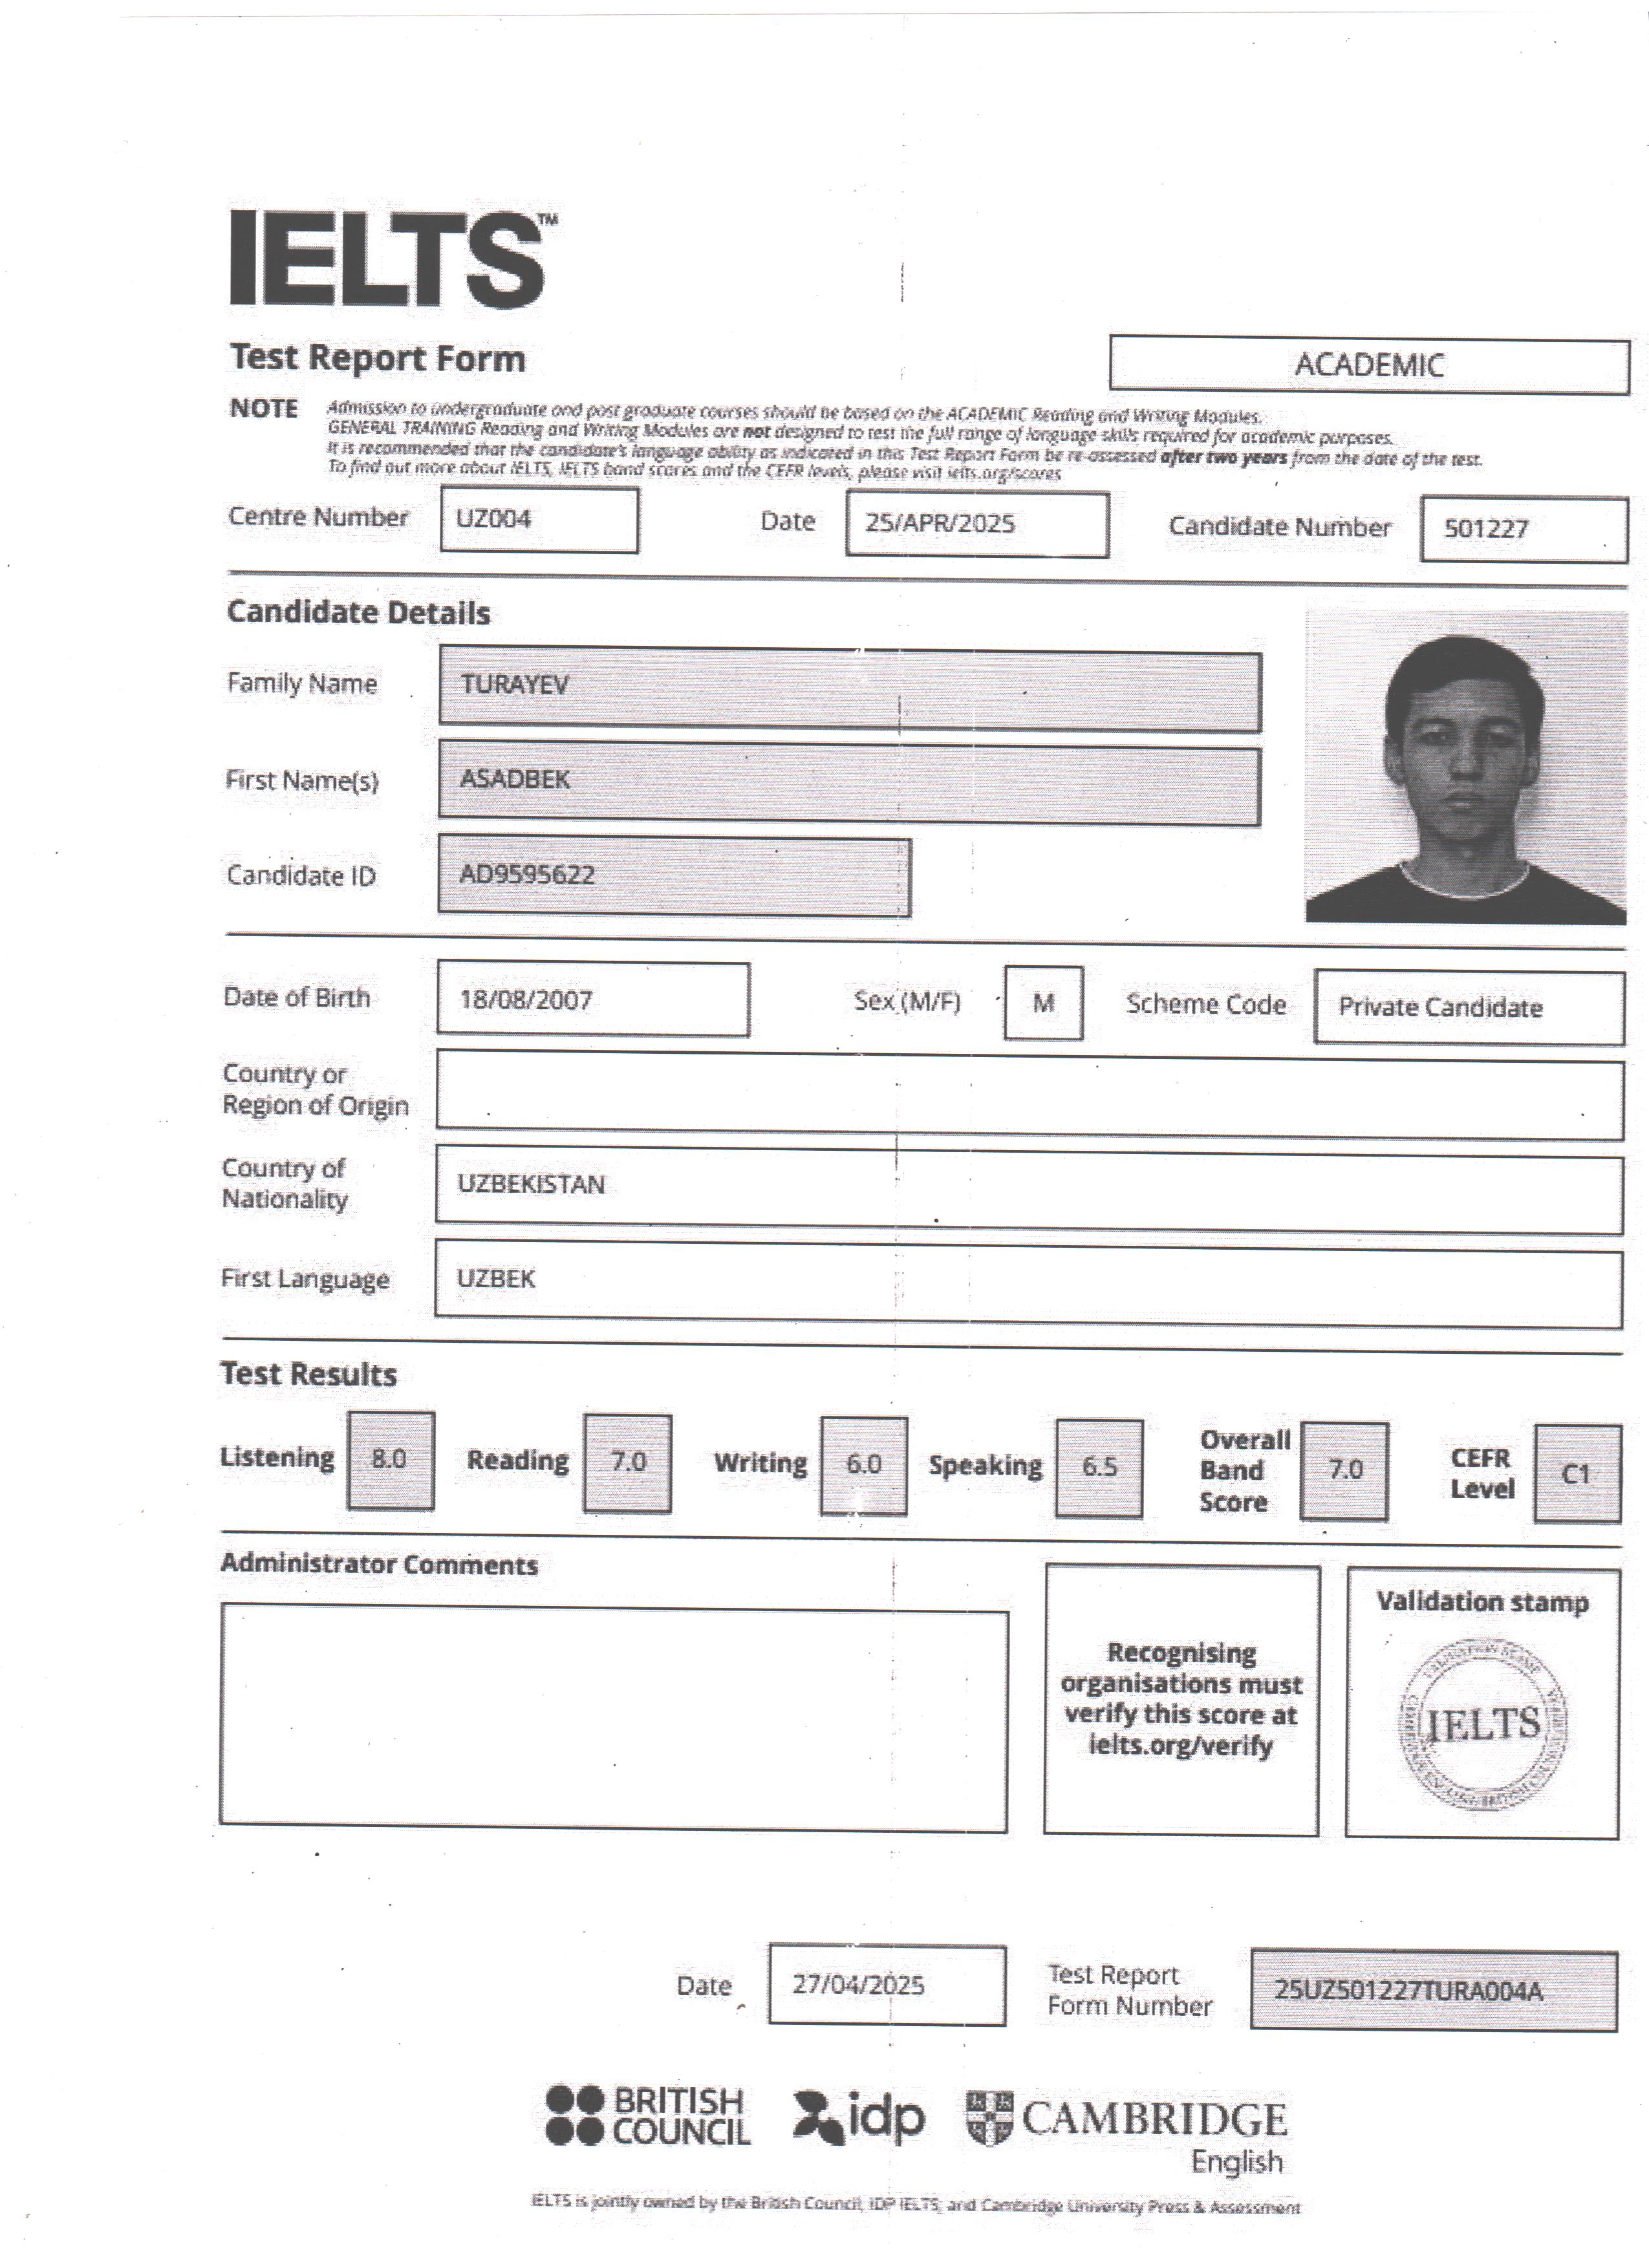 IELTS™
Test Report Form
ACADEMIC
NOTE Admission to undergraduate and post graduate courses should be based on the ACADEMIC Reading and Writing Modules.
GENERAL TRAINING Reading and Writing Modules are not designed to test the full range of language skills required for academic purposes.
It is recommended that the candidate's language ability as indicated in this Test Report Form be re-assessed after two years from the date of the test.
To find out more about IELTS, IELTS band scores and the CEFR levels, please visit ielts.org/scores
Centre Number UZ004 Date 25/APR/2025 Candidate Number 501227
Candidate Details
Family Name TURAYEV
First Name(s) ASADBEK
Candidate ID AD9595622
Date of Birth 18/08/2007 Sex (M/F) M Scheme Code Private Candidate
Country or
Region of Origin
Country of
Nationality UZBEKISTAN
First Language UZBEK
Test Results
Listening 8.0 Reading 7.0 Writing 6.0 Speaking 6.5 Overall Band Score 7.0 CEFR Level C1
Administrator Comments
Recognising
organisations must
verify this score at
ielts.org/verify
Validation stamp
VALIDATION STAMP
IELTS
Date 27/04/2025
Test Report
Form Number 25UZ501227TURA004A
BRITISH
COUNCIL
idp
CAMBRIDGE
English
IELTS is jointly owned by the British Council, IDP IELTS, and Cambridge University Press & Assessment